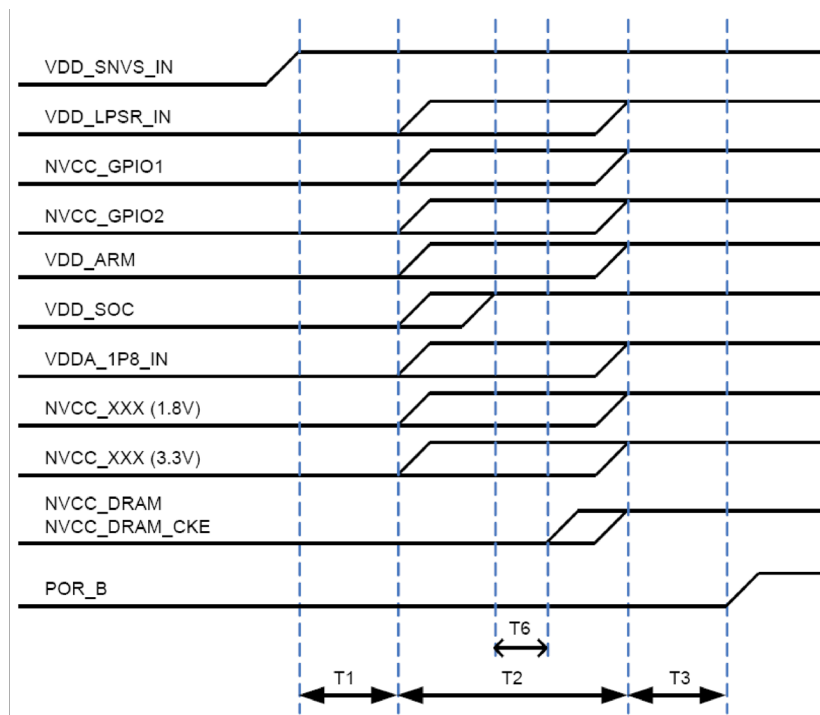 VDD_SNVS_IN
VDD_LPSR_IN
NVCC_GPIO1
NVCC_GPIO2
VDD_ARM
VDD_SOC
VDDA_1P8_IN
NVCC_XXX (1.8V)
NVCC_XXX (3.3V)
NVCC_DRAM
NVCC_DRAM_CKE
POR_B
T6
T1 T2 T3